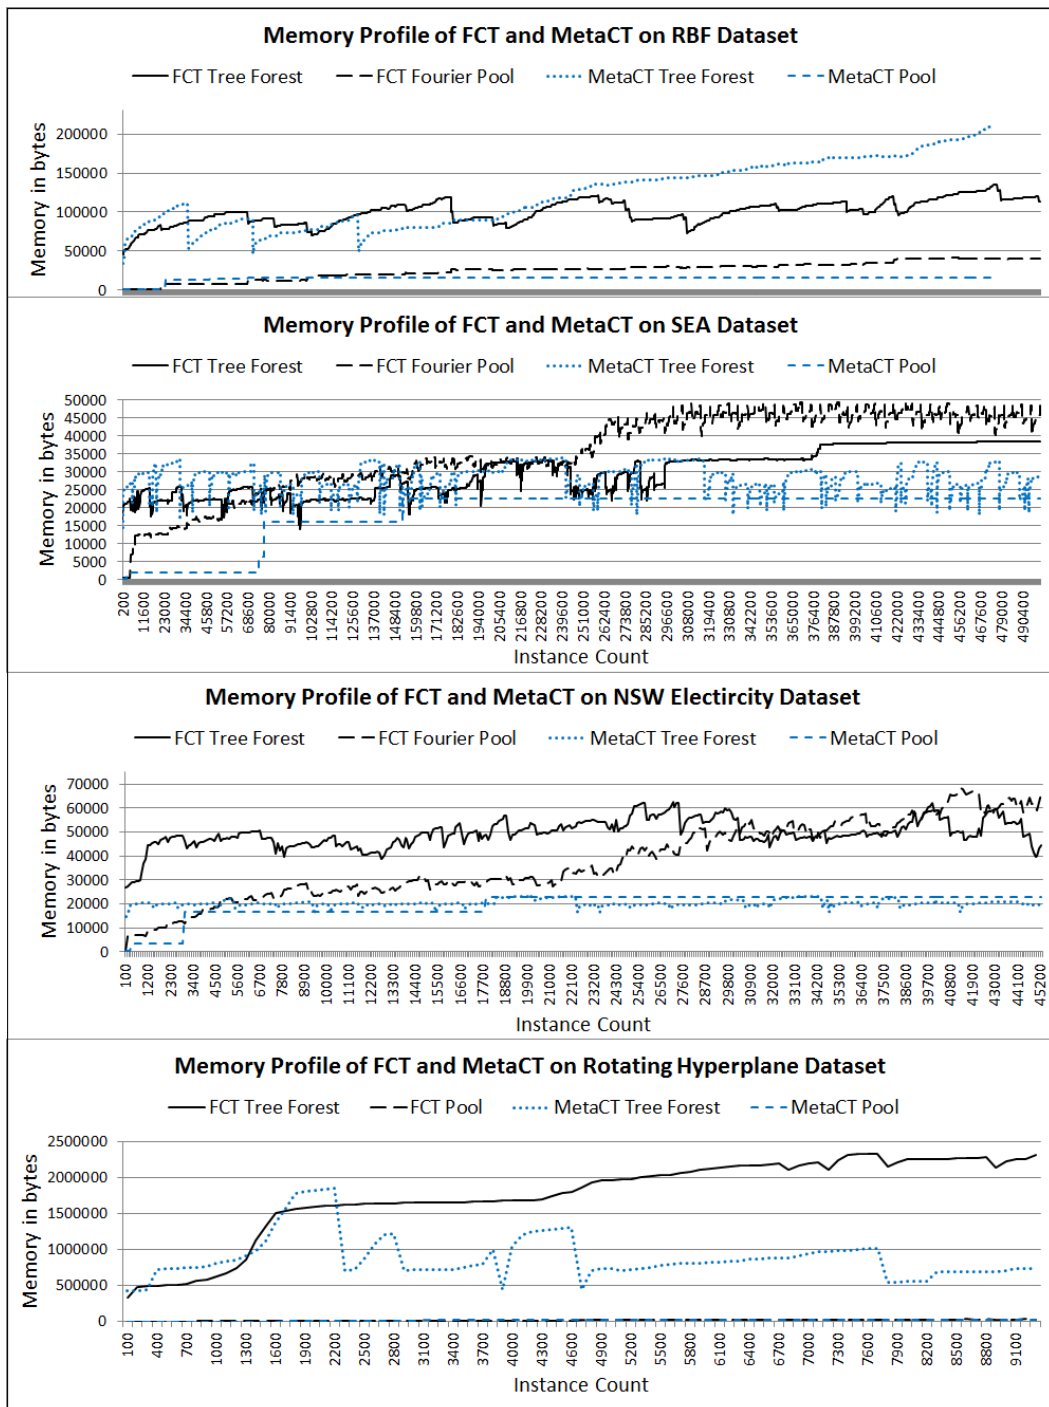 Memory Profile of FCT and MetaCT on RBF Dataset
FCT Tree Forest FCT Fourier Pool MetaCT Tree Forest MetaCT Pool
Memory in bytes
200000
150000
100000
50000
0
Memory Profile of FCT and MetaCT on SEA Dataset
FCT Tree Forest FCT Fourier Pool MetaCT Tree Forest MetaCT Pool
Memory in bytes
50000
45000
40000
35000
30000
25000
20000
15000
10000
5000
0
200 11600 23000 34400 45800 57200 68600 80000 91400 102800 114200 125600 137000 148400 159800 171200 182600 194000 205400 216800 228200 239600 251000 262400 273800 285200 296600 308000 319400 330800 342200 353600 365000 376400 387800 399200 410600 422000 433400 444800 456200 467600 479000 490400
Instance Count
Memory Profile of FCT and MetaCT on NSW Electircity Dataset
FCT Tree Forest FCT Fourier Pool MetaCT Tree Forest MetaCT Pool
Memory in bytes
70000
60000
50000
40000
30000
20000
10000
0
100 1200 2300 3400 4500 5600 6700 7800 8900 10000 11100 12200 13300 14400 15500 16600 17700 18800 19900 21000 22100 23200 24300 25400 26500 27600 28700 29800 30900 32000 33100 34200 35300 36400 37500 38600 39700 40800 41900 43000 44100 45200
Instance Count
Memory Profile of FCT and MetaCT on Rotating Hyperplane Dataset
FCT Tree Forest FCT Pool MetaCT Tree Forest MetaCT Pool
Memory in bytes
2500000
2000000
1500000
1000000
500000
0
100 400 700 1000 1300 1600 1900 2200 2500 2800 3100 3400 3700 4000 4300 4600 4900 5200 5500 5800 6100 6400 6700 7000 7300 7600 7900 8200 8500 8800 9100
Instance Count